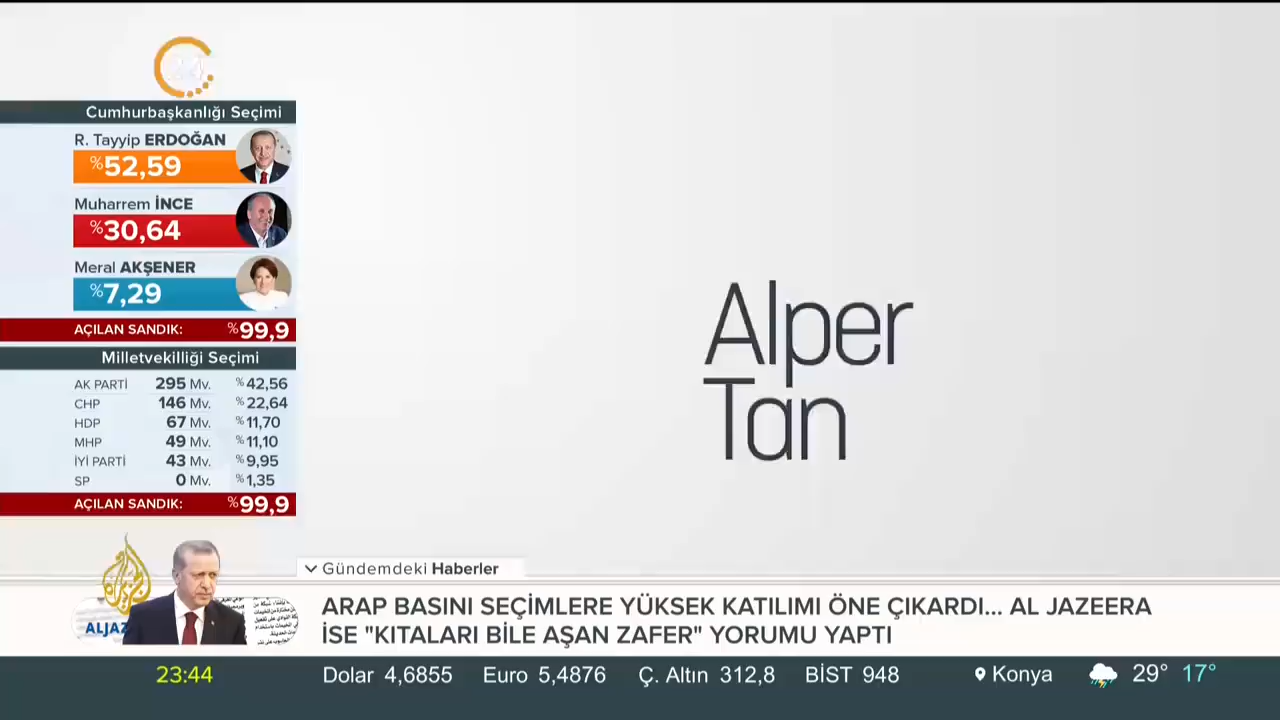 24
Cumhurbaşkanlığı Seçimi
R. Tayyip ERDOĞAN
%52,59
Muharrem İNCE
%30,64
Meral AKŞENER
%7,29
AÇILAN SANDIK: %99,9
Milletvekilliği Seçimi
AK PARTİ 295 Mv. %42,56
CHP 146 Mv. %22,64
HDP 67 Mv. %11,70
MHP 49 Mv. %11,10
İYİ PARTİ 43 Mv. %9,95
SP 0 Mv. %1,35
AÇILAN SANDIK: %99,9
Alper
Tan
Gündemdeki Haberler
ALJAZ
ARAP BASINI SEÇİMLERE YÜKSEK KATILIMI ÖNE ÇIKARDI... AL JAZEERA
İSE "KITALARI BİLE AŞAN ZAFER" YORUMU YAPTI
23:44 Dolar 4,6855 Euro 5,4876 Ç. Altın 312,8 BİST 948 Konya 29° 17°